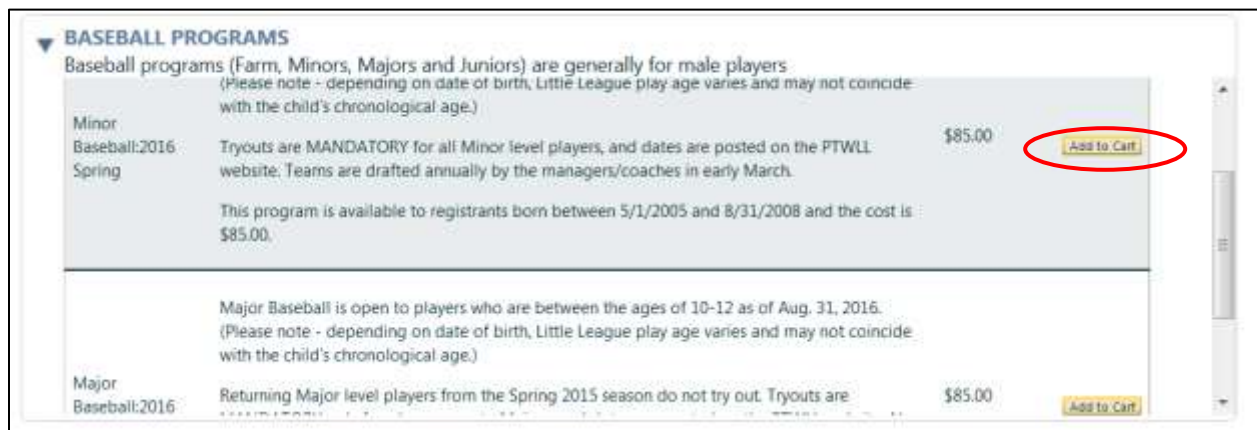 BASEBALL PROGRAMS
Baseball programs (Farm, Minors, Majors and Juniors) are generally for male players
(Please note - depending on date of birth, Little League play age varies and may not coincide
with the child's chronological age.)
Minor
Baseball:2016
Spring
Tryouts are MANDATORY for all Minor level players, and dates are posted on the PTWLL
website. Teams are drafted annually by the managers/coaches in early March.
This program is available to registrants born between 5/1/2005 and 8/31/2008 and the cost is
$85.00.
$85.00
Add to Cart
Major Baseball is open to players who are between the ages of 10-12 as of Aug. 31, 2016.
(Please note - depending on date of birth, Little League play age varies and may not coincide
with the child's chronological age.)
Major
Baseball:2016
Returning Major level players from the Spring 2015 season do not try out. Tryouts are
$85.00
Add to Cart